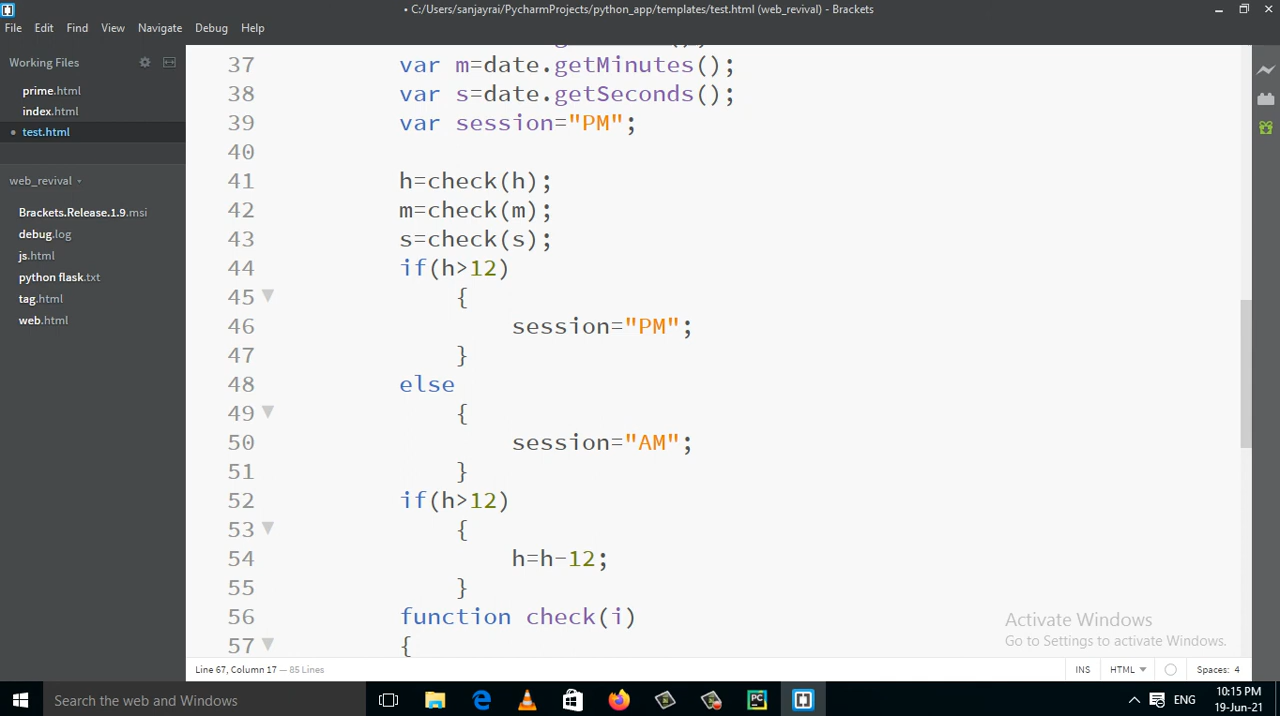 • C:/Users/sanjayrai/PycharmProjects/python_app/templates/test.html (web_revival) - Brackets
File Edit Find View Navigate Debug Help
Working Files
prime.html
index.html
• test.html
web_revival
Brackets.Release.1.9.msi
debug.log
js.html
python flask.txt
tag.html
web.html
37 var m=date.getMinutes();
38 var s=date.getSeconds();
39 var session="PM";
40
41 h=check(h);
42 m=check(m);
43 s=check(s);
44 if(h>12)
45 {
46 session="PM";
47 }
48 else
49 {
50 session="AM";
51 }
52 if(h>12)
53 {
54 h=h-12;
55 }
56 function check(i)
57 {
Activate Windows
Go to Settings to activate Windows.
Line 67, Column 17 — 85 Lines
INS HTML Spaces: 4
Search the web and Windows
ENG
10:15 PM
19-Jun-21